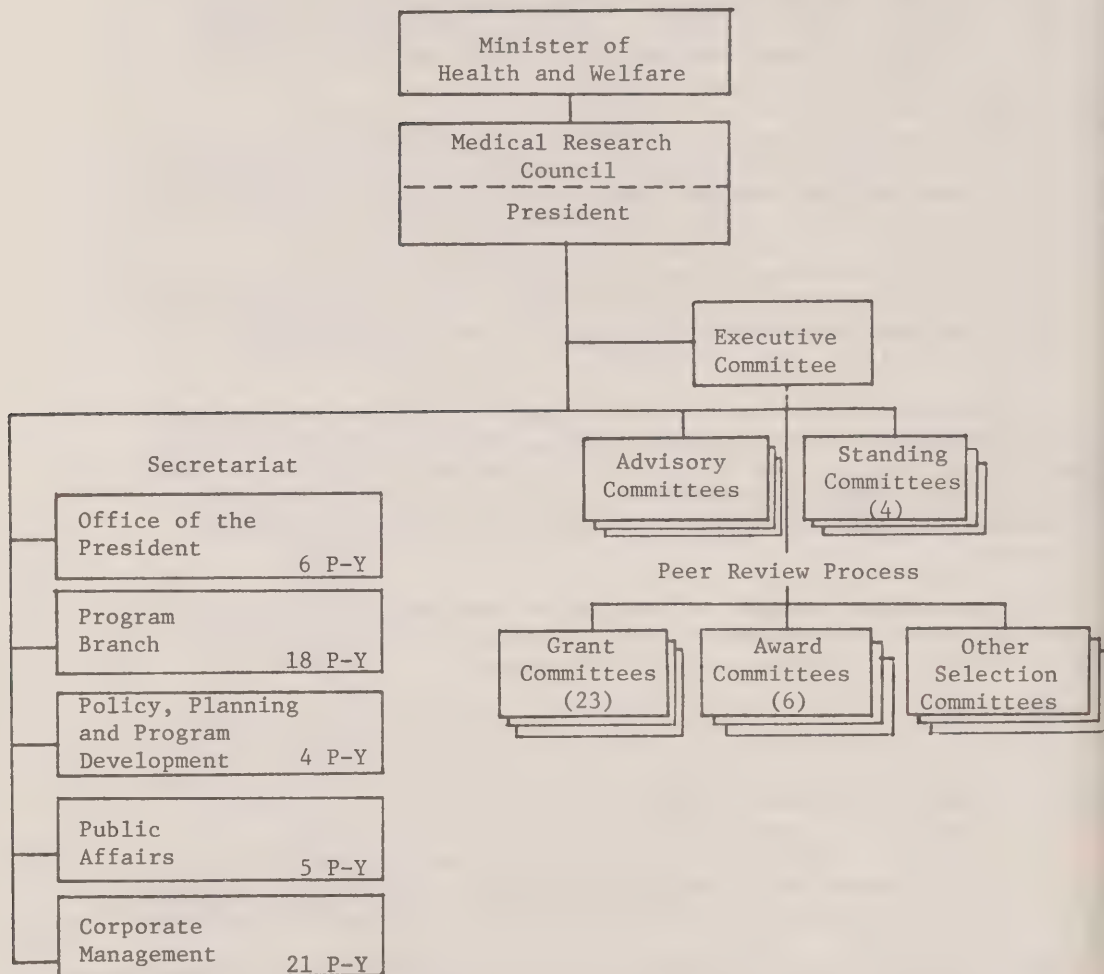 Minister of
Health and Welfare
Medical Research
Council
President
Executive
Committee
Advisory
Committees
Standing
Committees
(4)
Secretariat
Office of the
President
6 P-Y
Program
Branch
18 P-Y
Policy, Planning
and Program
Development
4 P-Y
Public
Affairs
5 P-Y
Corporate
Management
21 P-Y
Peer Review Process
Grant
Committees
(23)
Award
Committees
(6)
Other
Selection
Committees